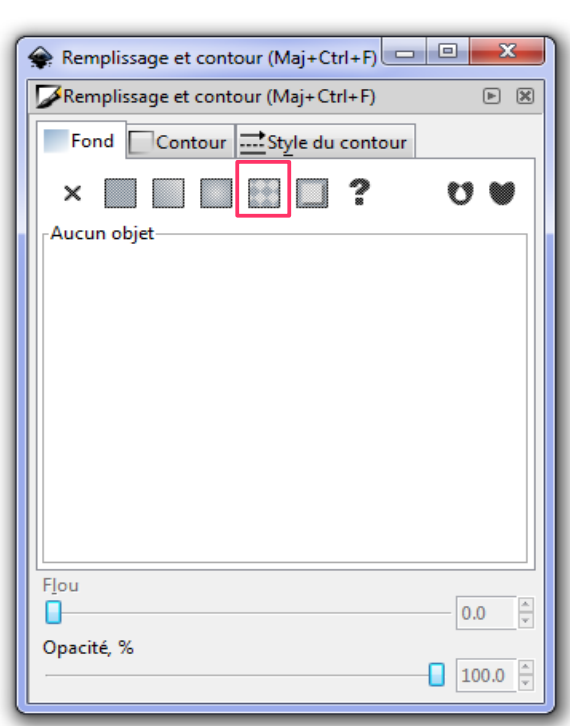 Remplissage et contour (Maj+Ctrl+F)
Remplissage et contour (Maj+Ctrl+F)
Fond Contour Style du contour
?
Aucun objet
Flou
0.0
Opacité, %
100.0